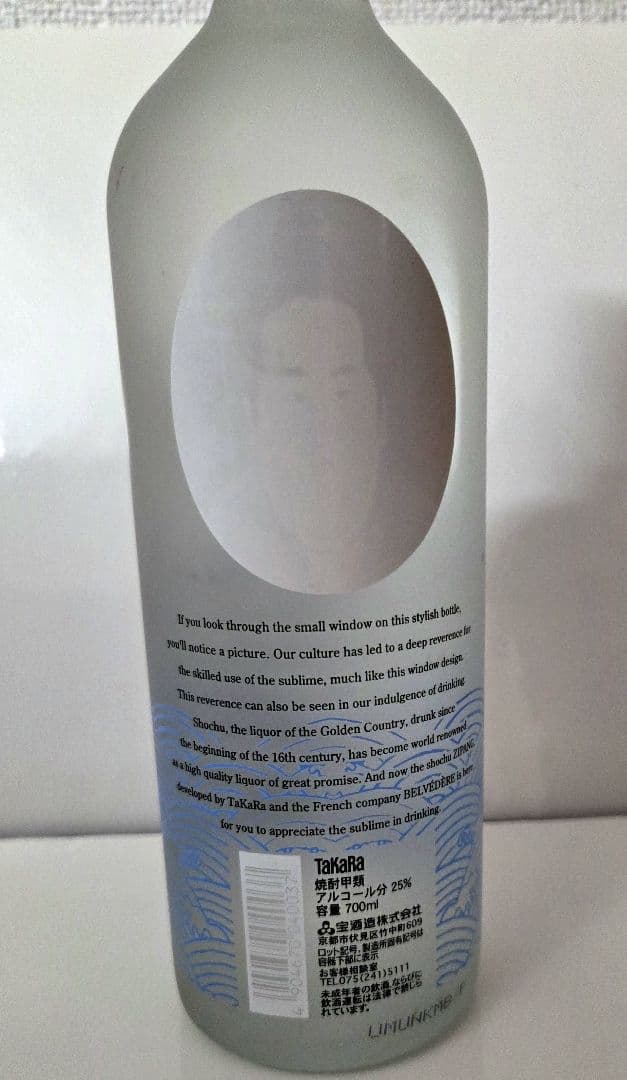 If you look through the small window on this stylish bottle,
you'll notice a picture. Our culture has led to a deep reverence for
the skilled use of the sublime, much like this window design.
This reverence can also be seen in our indulgence of drinking
Shochu, the liquor of the Golden Country, drunk since
the beginning of the 16th century, has become world renowned
as a high quality liquor of great promise. And now the shochu ZIPANG,
developed by TaKaRa and the French company BELVÉDÈRE is here
for you to appreciate the sublime in drinking.
TaKaRa
焼酎甲類
アルコール分 25%
容量 700ml
宝酒造株式会社
京都市伏見区竹中町609
ロット記号、製造所固有記号は
容器下部に表示
お客様相談室
TEL075(241)5111
未成年者の飲酒、ならびに
飲酒運転は法律で禁じら
れています。